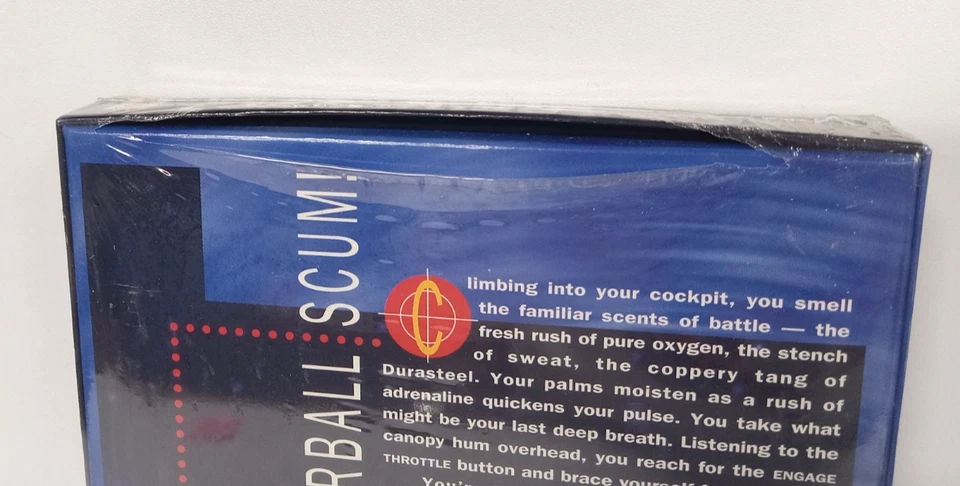 RBALL SCUM!
Climbing into your cockpit, you smell
the familiar scents of battle — the
fresh rush of pure oxygen, the stench
of sweat, the coppery tang of
Durasteel. Your palms moisten as a rush of
adrenaline quickens your pulse. You take what
might be your last deep breath. Listening to the
canopy hum overhead, you reach for the ENGAGE
THROTTLE button and brace yourself